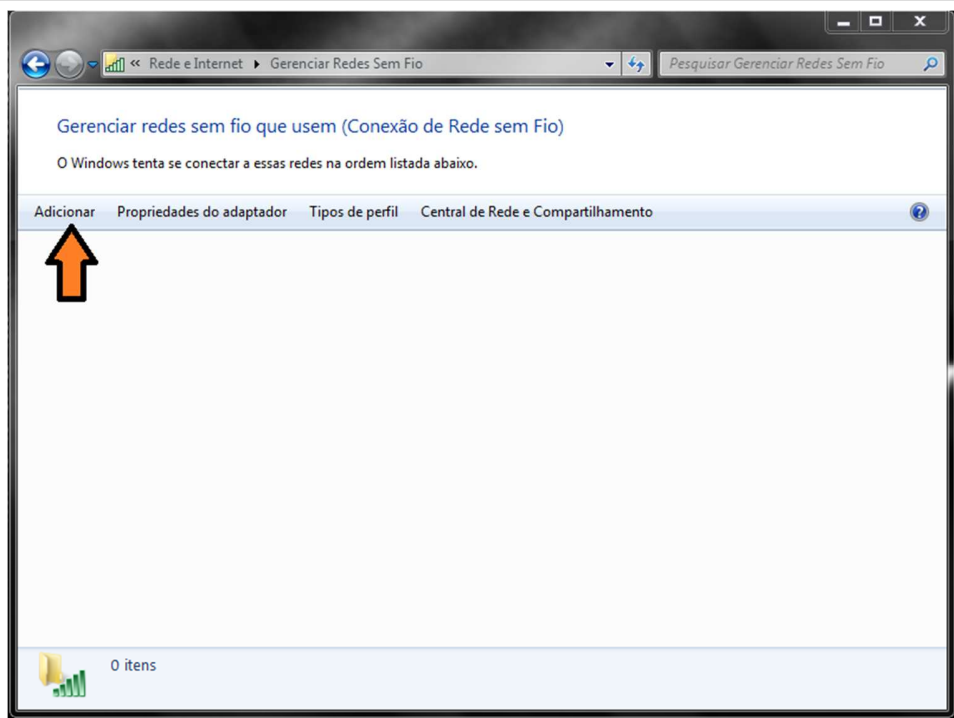 « Rede e Internet ▸ Gerenciar Redes Sem Fio
Pesquisar Gerenciar Redes Sem Fio
Gerenciar redes sem fio que usem (Conexão de Rede sem Fio)
O Windows tenta se conectar a essas redes na ordem listada abaixo.
Adicionar Propriedades do adaptador Tipos de perfil Central de Rede e Compartilhamento
0 itens